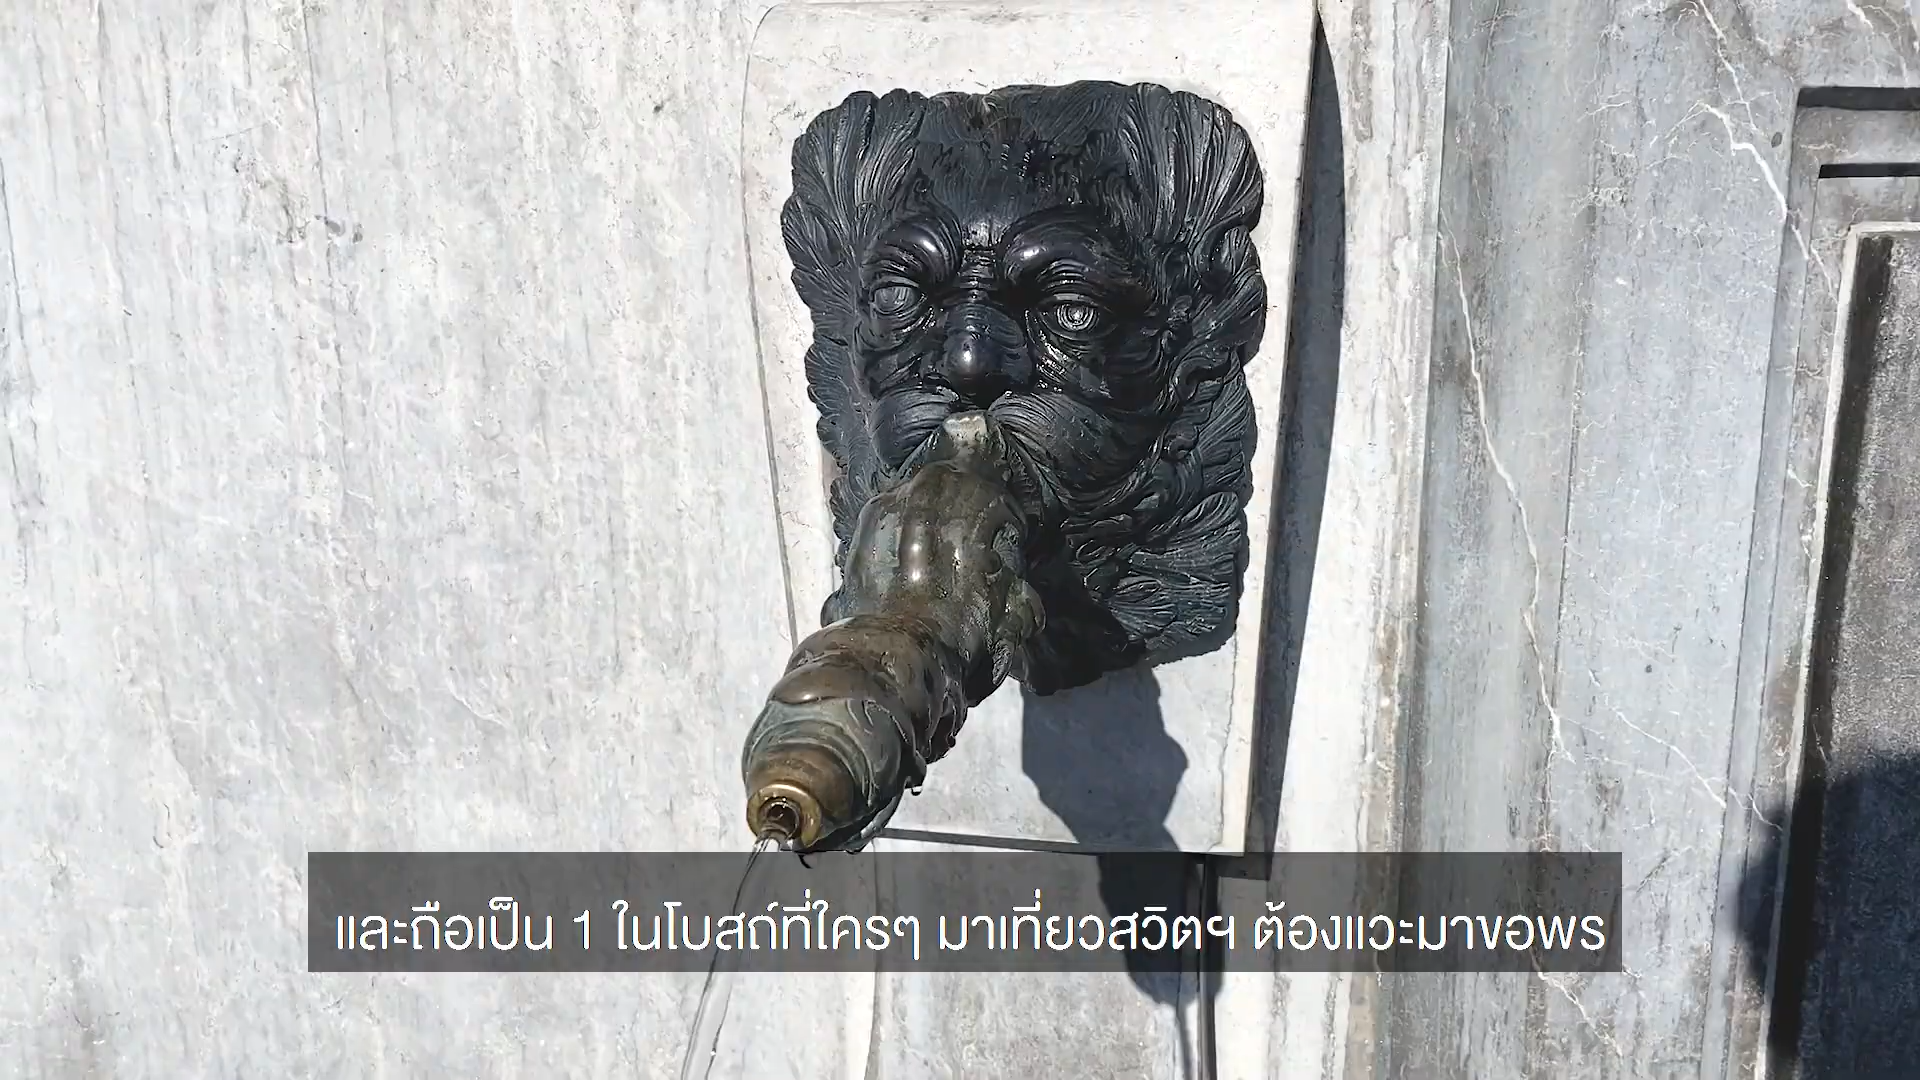 และถือเป็น 1 ในโบสถ์ที่ใครๆ มาเที่ยวสวิตฯ ต้องแวะมาขอพร